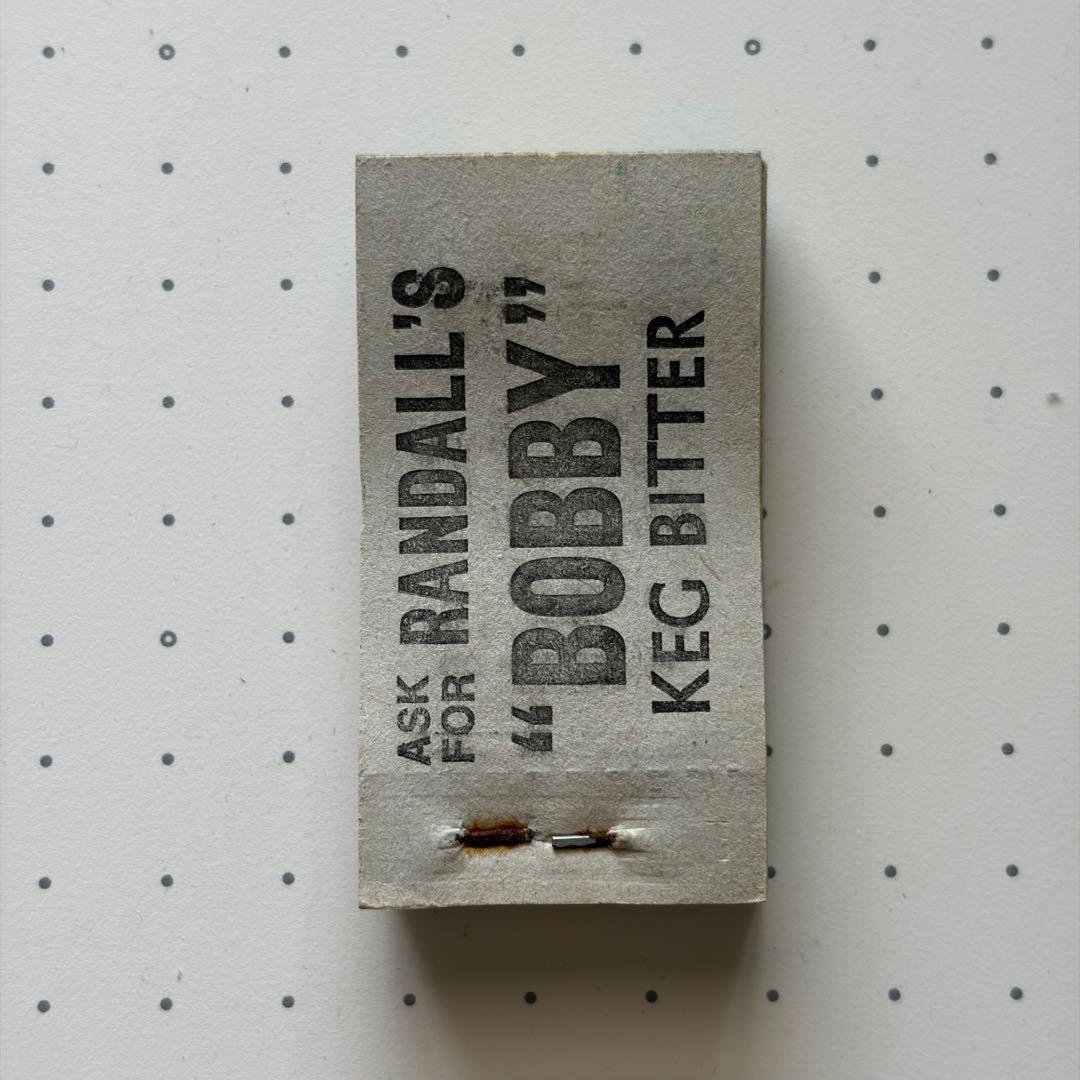 ASK
FOR RANDALL'S
“BOBBY”
KEG BITTER